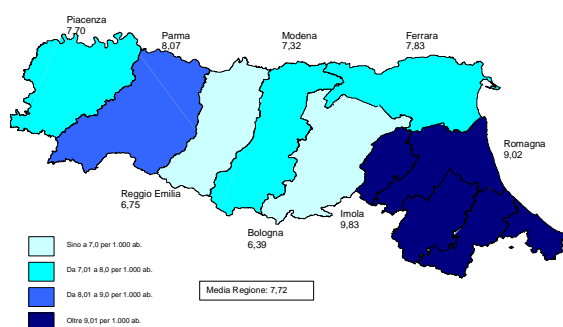 Piacenza
7,70
Parma
8,07
Modena
7,32
Ferrara
7,83
Romagna
9,02
Reggio Emilia
6,75
Bologna
6,39
Imola
9,83
Sino a 7,0 per 1.000 ab.
Da 7,01 a 8,0 per 1.000 ab.
Da 8,01 a 9,0 per 1.000 ab.
Oltre 9,01 per 1.000 ab.
Media Regione: 7,72